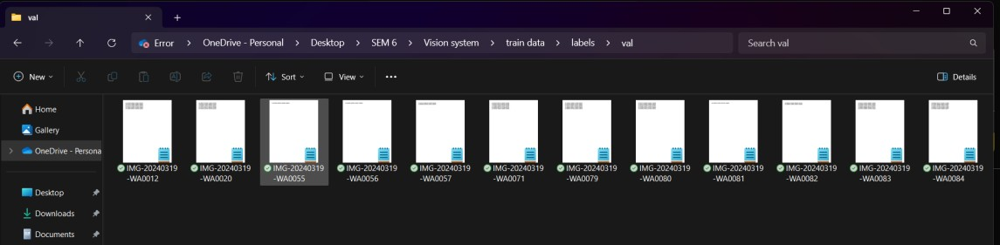 val
Error > OneDrive - Personal > Desktop > SEM 6 > Vision system > train data > labels > val
Search val
New
Sort
View
Details
Home
Gallery
OneDrive - Persona
Desktop
Downloads
Documents
IMG-20240319
-WA0012
IMG-20240319
-WA0020
IMG-20240319
-WA0055
IMG-20240319
-WA0056
IMG-20240319
-WA0057
IMG-20240319
-WA0071
IMG-20240319
-WA0079
IMG-20240319
-WA0080
IMG-20240319
-WA0081
IMG-20240319
-WA0082
IMG-20240319
-WA0083
IMG-20240319
-WA0084